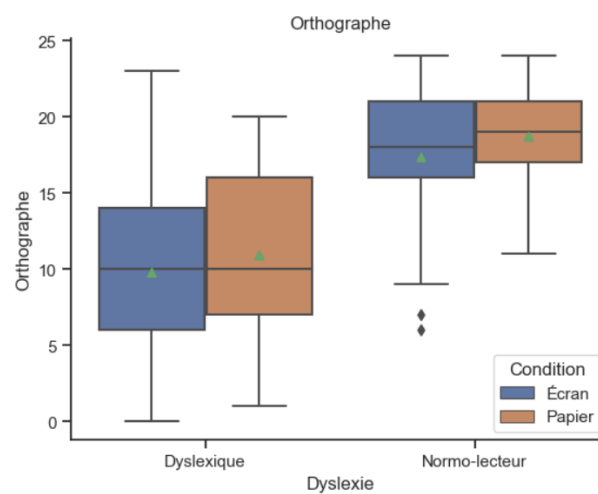 Orthographe
25
20
15
10
5
0
Orthographe
Dyslexique
Normo-lecteur
Dyslexie
Condition
Écran
Papier